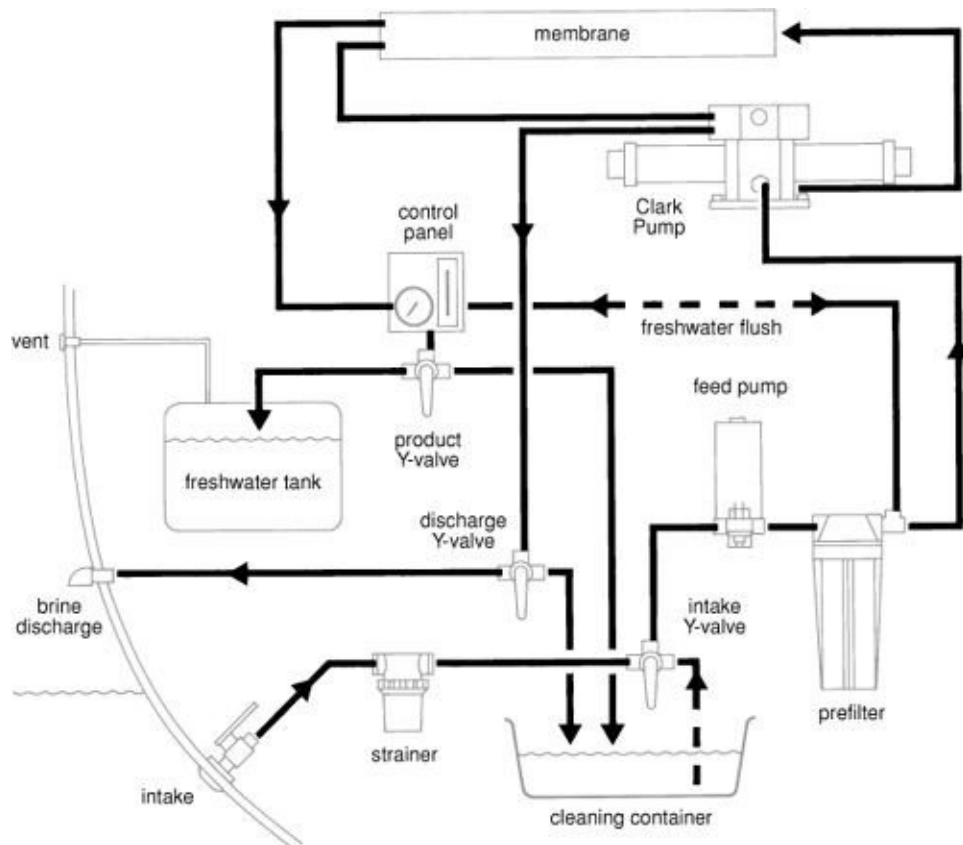 membrane
Clark
Pump
control
panel
freshwater flush
vent
feed pump
product
Y-valve
freshwater tank
discharge
Y-valve
intake
Y-valve
brine
discharge
prefilter
strainer
intake
cleaning container